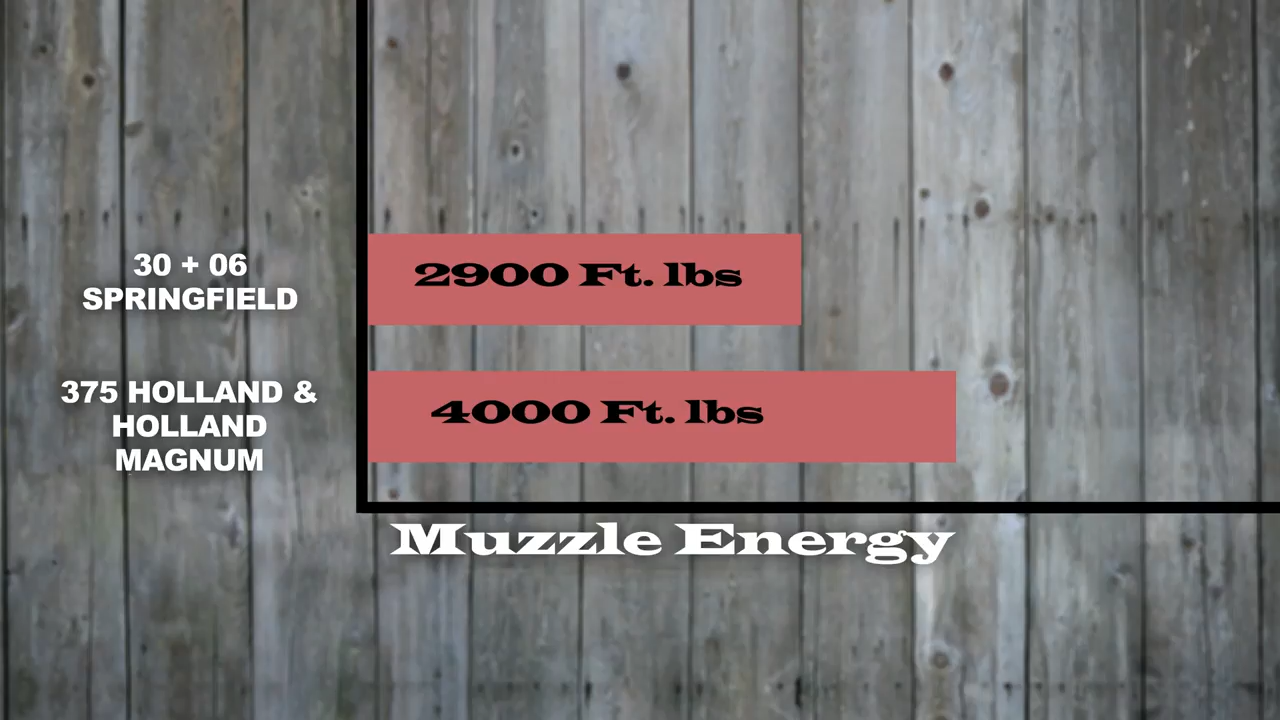 30 + 06
SPRINGFIELD
2900 Ft. lbs
375 HOLLAND &
HOLLAND
MAGNUM
4000 Ft. lbs
Muzzle Energy